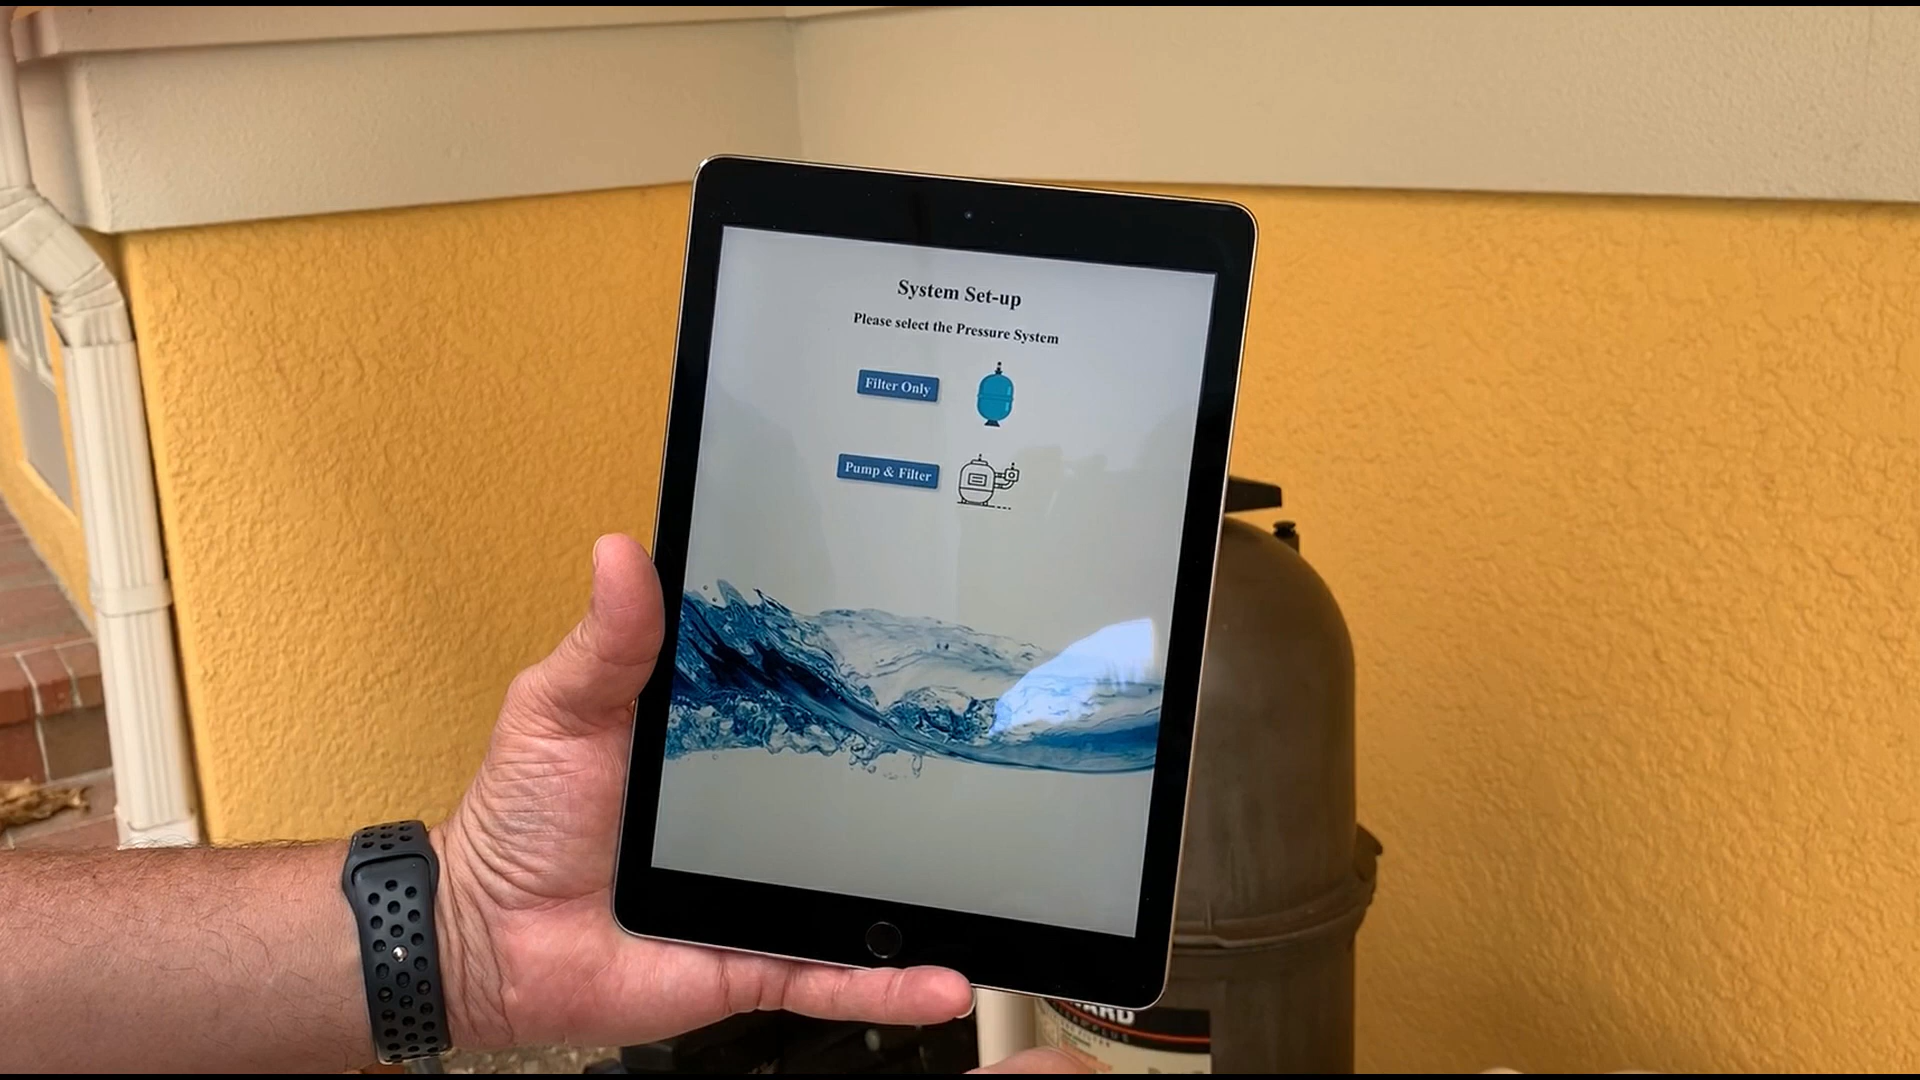 System Set-up
Please select the Pressure System
Filter Only
Pump & Filter